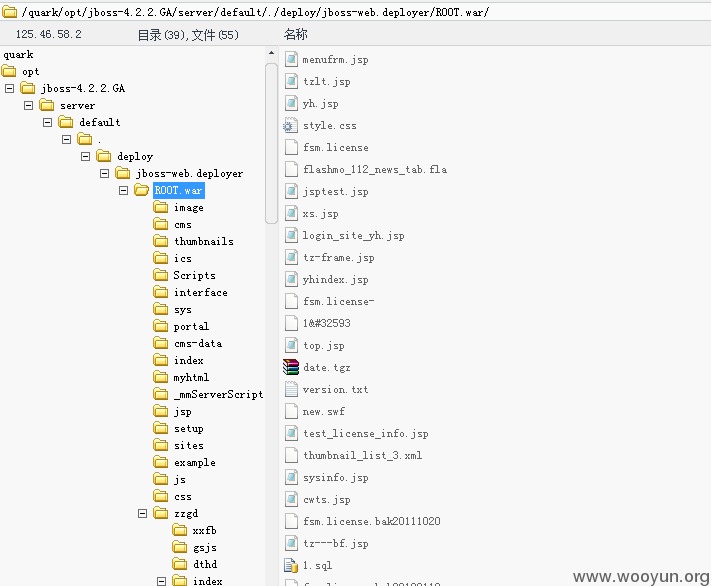 /quark/opt/jboss-4.2.2.GA/server/default/./deploy/jboss-web.deployer/ROOT.war/
125.46.58.2
目录(39),文件(55)
名称
quark
opt
jboss-4.2.2.GA
server
default
.
deploy
jboss-web.deployer
ROOT.war
image
cms
thumbnails
ics
Scripts
interface
sys
portal
cms-data
index
myhtml
_mmServerScript
jsp
setup
sites
example
js
css
zzgd
xxfb
gsjs
dthd
index
menufrm.jsp
tzlt.jsp
yh.jsp
style.css
fsm.license
flashmo_112_news_tab.fla
jsptest.jsp
xs.jsp
login_site_yh.jsp
tz-frame.jsp
yhindex.jsp
fsm.license-
1&#32593
top.jsp
date.tgz
version.txt
new.swf
test_license_info.jsp
thumbnail_list_3.xml
sysinfo.jsp
cwts.jsp
fsm.license.bak20111020
tz---bf.jsp
1.sql
www.wooyun.org